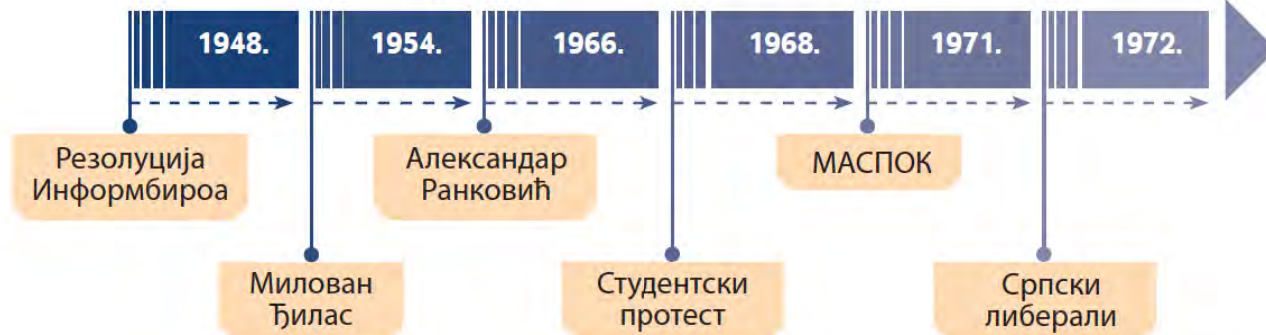 1948.
1954.
1966.
1968.
1971.
1972.
Резолуција
Информбироа
Александар
Ранковић
МАСПОК
Милован
Ђилас
Студентски
протест
Српски
либерали